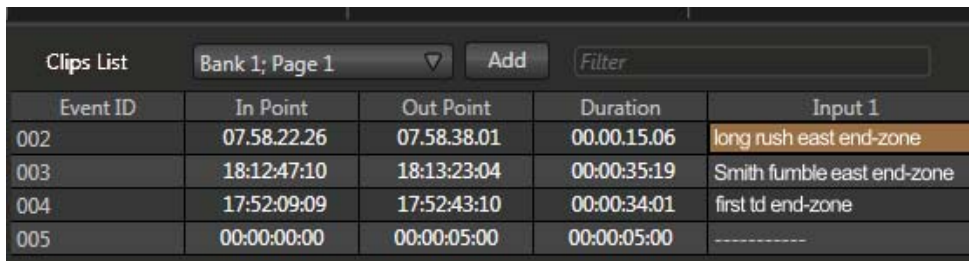 Clips List Bank 1; Page 1 Add Filter
Event ID In Point Out Point Duration Input 1
002 07.58.22.26 07.58.38.01 00.00.15.06 long rush east end-zone
003 18:12:47:10 18:13:23:04 00:00:35:19 Smith fumble east end-zone
004 17:52:09:09 17:52:43:10 00:00:34:01 first td end-zone
005 00:00:00:00 00:00:05:00 00:00:05:00 -----------